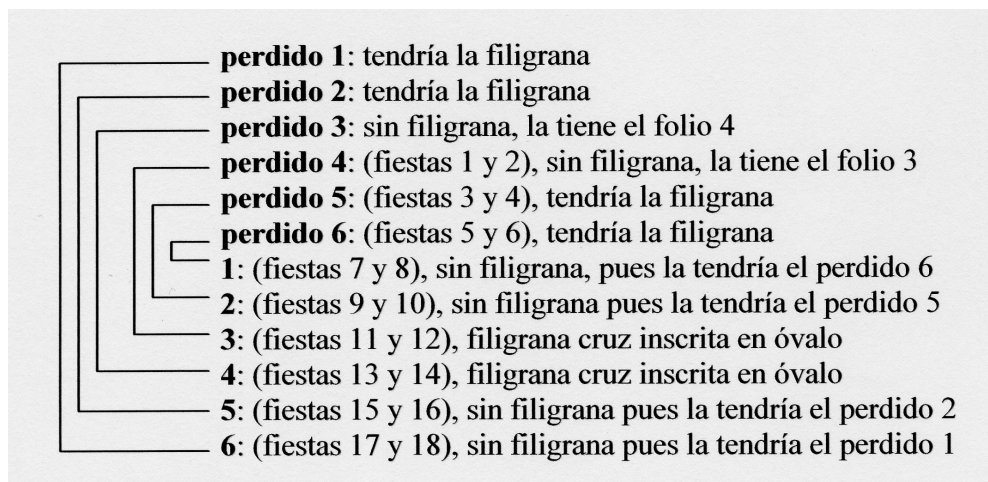 perdido 1: tendría la filigrana
perdido 2: tendría la filigrana
perdido 3: sin filigrana, la tiene el folio 4
perdido 4: (fiestas 1 y 2), sin filigrana, la tiene el folio 3
perdido 5: (fiestas 3 y 4), tendría la filigrana
perdido 6: (fiestas 5 y 6), tendría la filigrana
1: (fiestas 7 y 8), sin filigrana, pues la tendría el perdido 6
2: (fiestas 9 y 10), sin filigrana pues la tendría el perdido 5
3: (fiestas 11 y 12), filigrana cruz inscrita en óvalo
4: (fiestas 13 y 14), filigrana cruz inscrita en óvalo
5: (fiestas 15 y 16), sin filigrana pues la tendría el perdido 2
6: (fiestas 17 y 18), sin filigrana pues la tendría el perdido 1